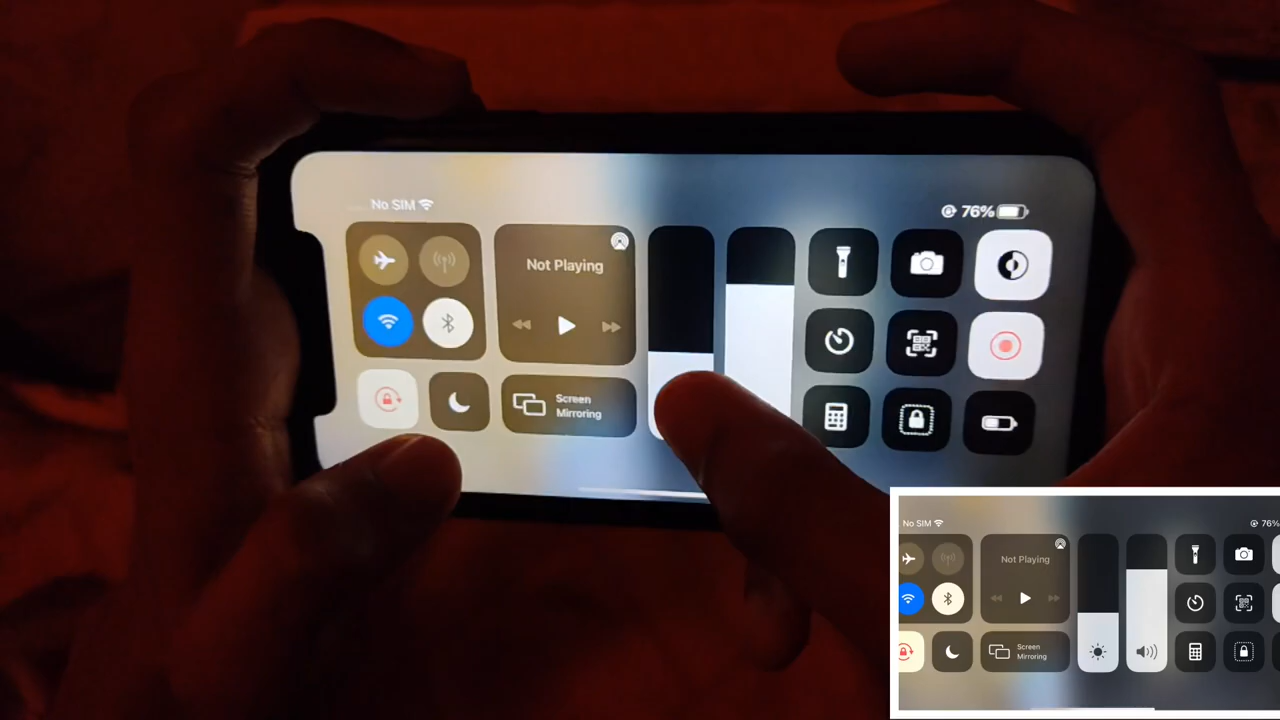 No SIM
76%
Not Playing
Screen
Mirroring
No SIM
76%
Not Playing
Screen
Mirroring